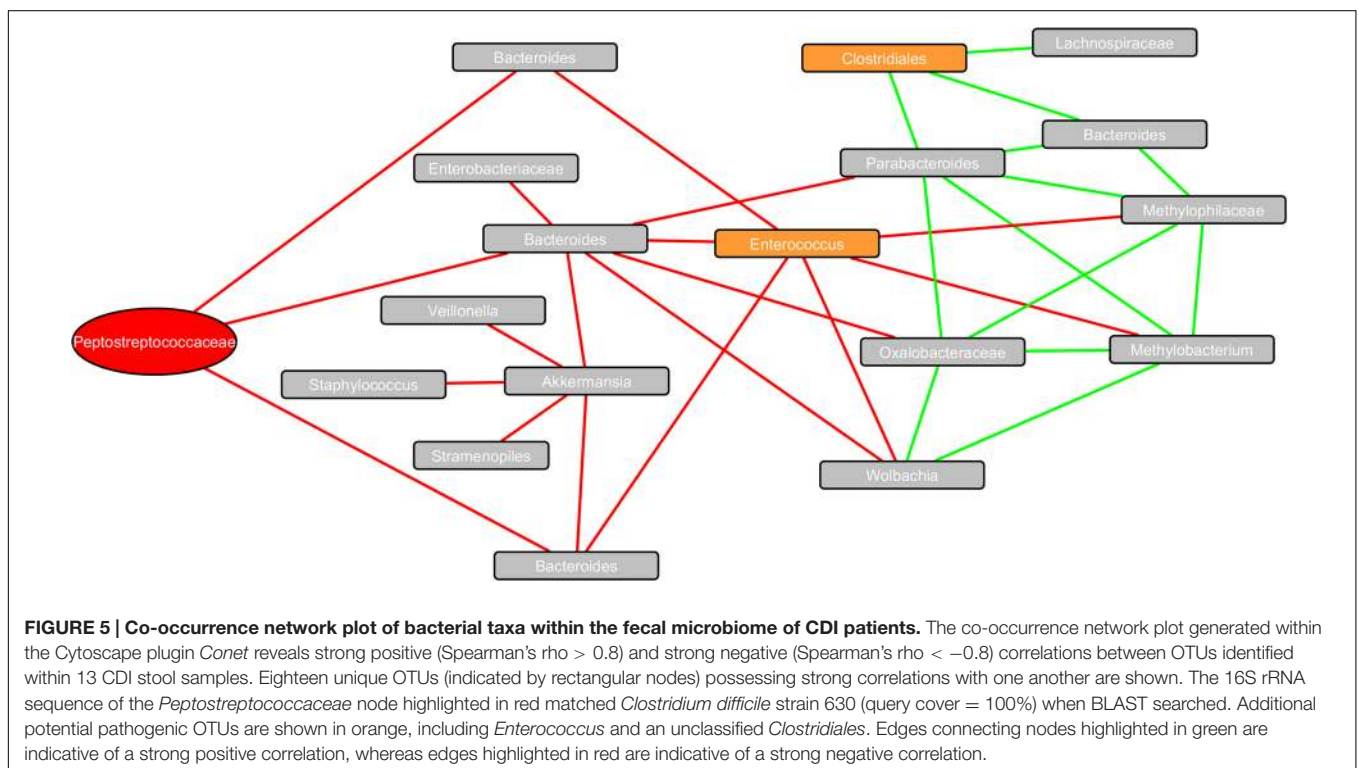 Bacteroides
Clostridiales
Lachnospiraceae
Bacteroides
Enterobacteriaceae
Parabacteroides
Methylophilaceae
Bacteroides
Enterococcus
Veillonella
Peptostreptococcaceae
Oxalobacteraceae
Methylobacterium
Staphylococcus
Akkermansia
Stramenopiles
Wolbachia
Bacteroides
FIGURE 5 | Co-occurrence network plot of bacterial taxa within the fecal microbiome of CDI patients. The co-occurrence network plot generated within
the Cytoscape plugin Conet reveals strong positive (Spearman's rho > 0.8) and strong negative (Spearman's rho < −0.8) correlations between OTUs identified
within 13 CDI stool samples. Eighteen unique OTUs (indicated by rectangular nodes) possessing strong correlations with one another are shown. The 16S rRNA
sequence of the Peptostreptococcaceae node highlighted in red matched Clostridium difficile strain 630 (query cover = 100%) when BLAST searched. Additional
potential pathogenic OTUs are shown in orange, including Enterococcus and an unclassified Clostridiales. Edges connecting nodes highlighted in green are
indicative of a strong positive correlation, whereas edges highlighted in red are indicative of a strong negative correlation.